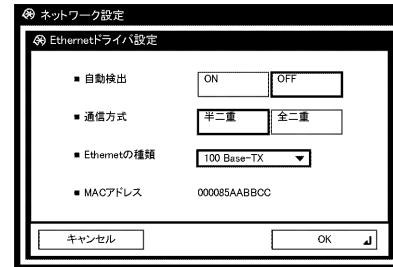 ネットワーク設定
Ethernetドライバ設定
■ 自動検出 ON OFF
■ 通信方式 半二重 全二重
■ Ethernetの種類 100 Base-TX ▼
■ MACアドレス 000085AABBCC
キャンセル OK